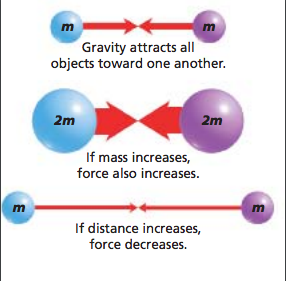 m m
Gravity attracts all
objects toward one another.
2m 2m
If mass increases,
force also increases.
m m
If distance increases,
force decreases.